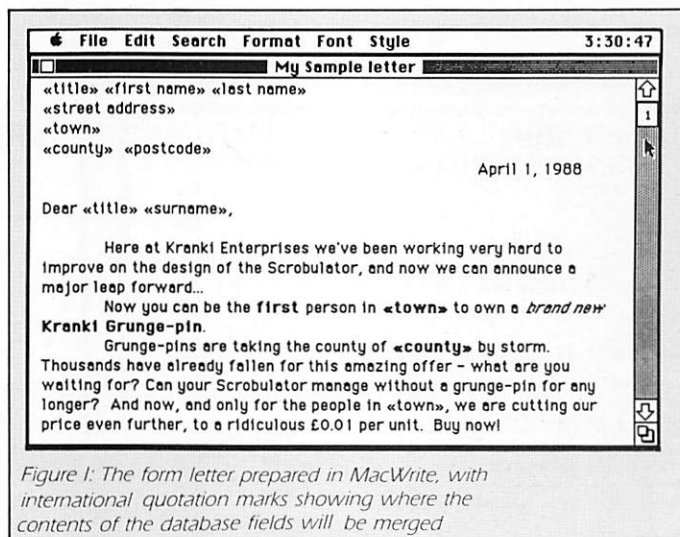 File Edit Search Format Font Style 3:30:47
My Sample letter
«title» «first name» «last name»
«street address»
«town»
«county» «postcode»
1
April 1, 1988
Dear «title» «surname»,
Here at Kranki Enterprises we've been working very hard to
improve on the design of the Scrobulator, and now we can announce a
major leap forward...
Now you can be the first person in «town» to own a brand new
Kranki Grunge-pin.
Grunge-pins are taking the county of «county» by storm.
Thousands have already fallen for this amazing offer - what are you
waiting for? Can your Scrobulator manage without a grunge-pin for any
longer? And now, and only for the people in «town», we are cutting our
price even further, to a ridiculous £0.01 per unit. Buy now!
Figure 1: The form letter prepared in MacWrite, with
international quotation marks showing where the
contents of the database fields will be merged